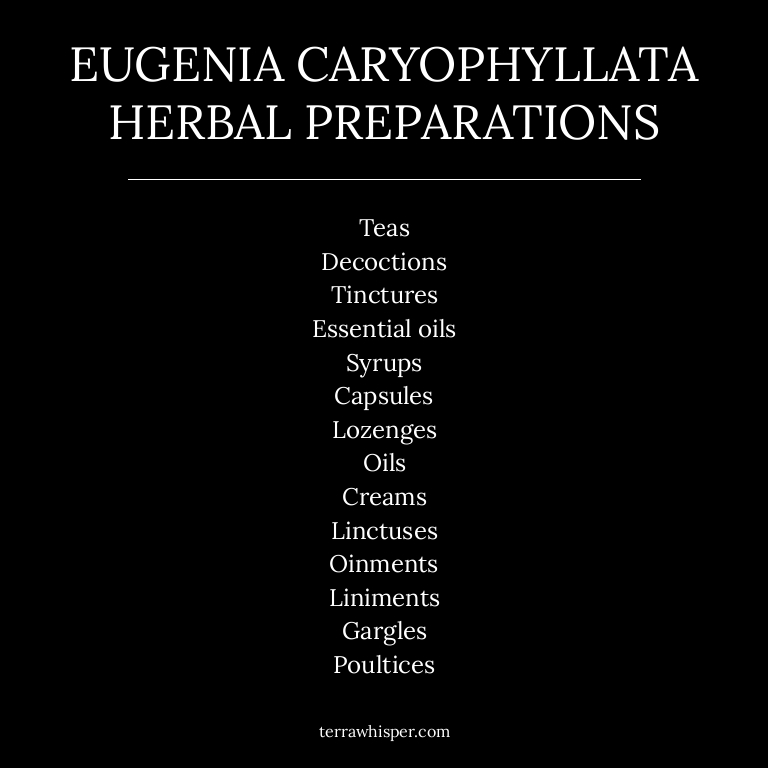 EUGENIA CARYOPHYLLATA
HERBAL PREPARATIONS
Teas
Decoctions
Tinctures
Essential oils
Syrups
Capsules
Lozenges
Oils
Creams
Linctuses
Oinments
Liniments
Gargles
Poultices
terrawhisper.com